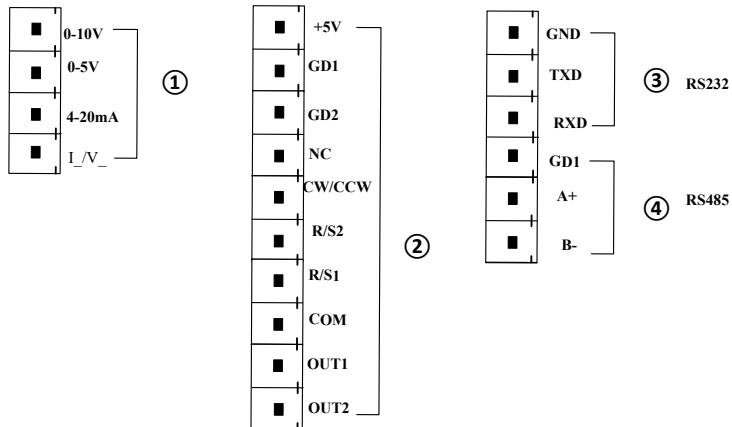 0-10V
0-5V
4-20mA
I_/V_
①
+5V
GD1
GD2
NC
CW/CCW
R/S2
R/S1
COM
OUT1
OUT2
②
GND
TXD
RXD
③ RS232
GD1
A+
B-
④ RS485